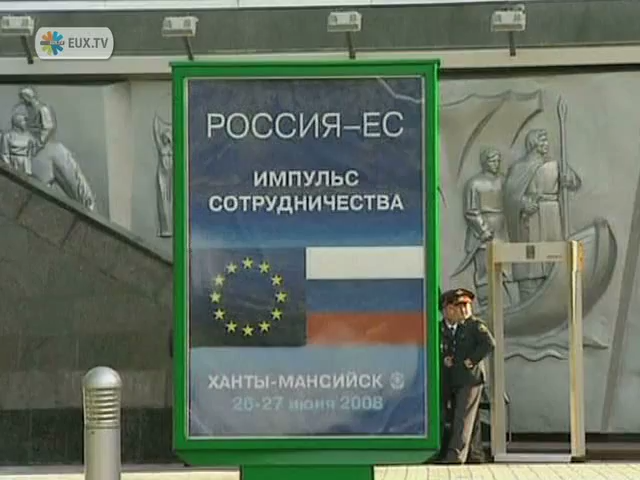 EUX.TV
РОССИЯ–ЕС
ИМПУЛЬС
СОТРУДНИЧЕСТВА
ХАНТЫ-МАНСИЙСК
26-27 июня 2008